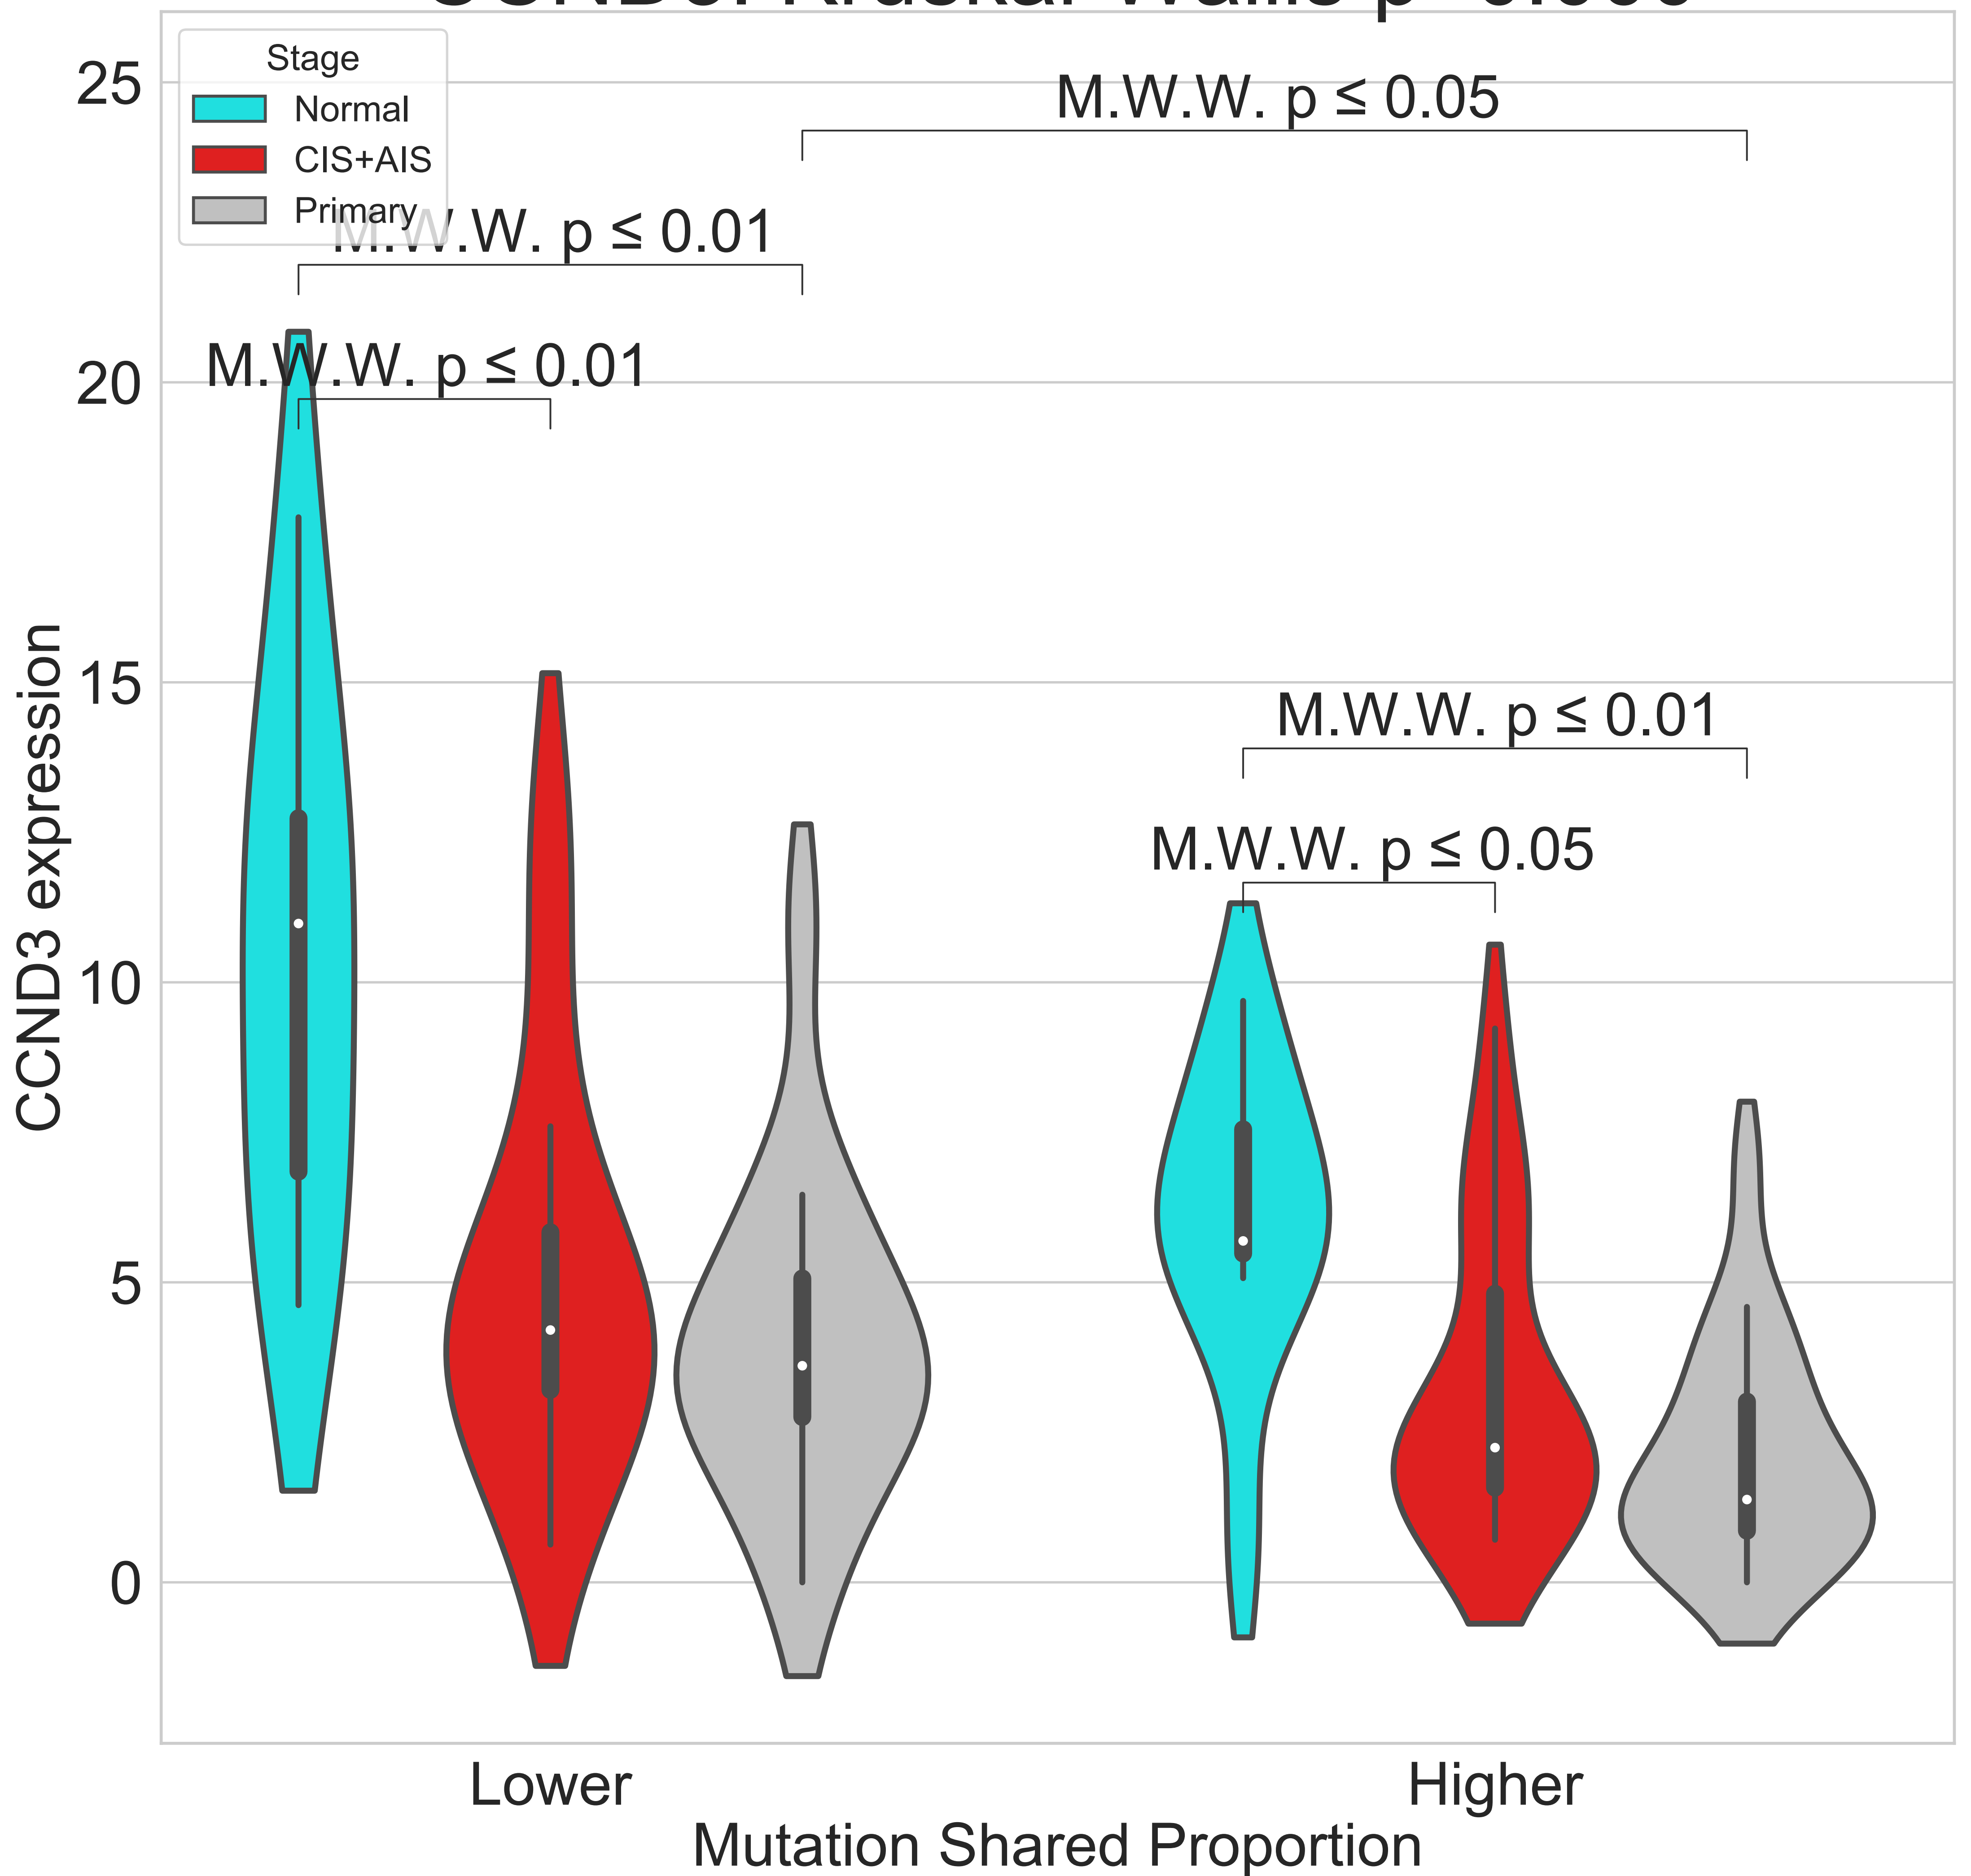 Stage
Normal
CIS+AIS
Primary
M.W.W. p ≤ 0.05
M.W.W. p ≤ 0.01
M.W.W. p ≤ 0.01
M.W.W. p ≤ 0.01
M.W.W. p ≤ 0.05
25
20
15
10
5
0
CCND3 expression
Lower
Higher
Mutation Shared Proportion